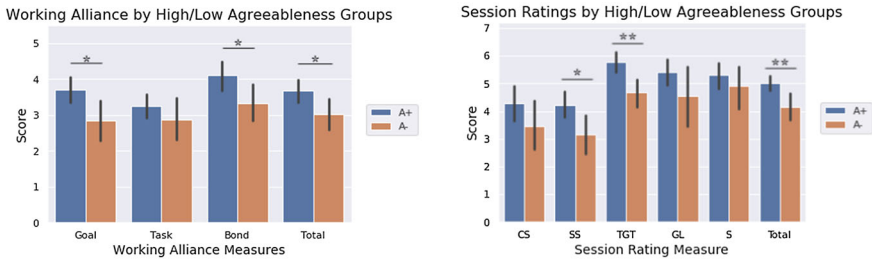 Working Alliance by High/Low Agreeableness Groups
5
4
3
2
1
0
Score
* * *
Goal Task Bond Total
Working Alliance Measures
A+
A-
Session Ratings by High/Low Agreeableness Groups
7
6
5
4
3
2
1
0
Score
* ** **
CS SS TGT GL S Total
Session Rating Measure
A+
A-